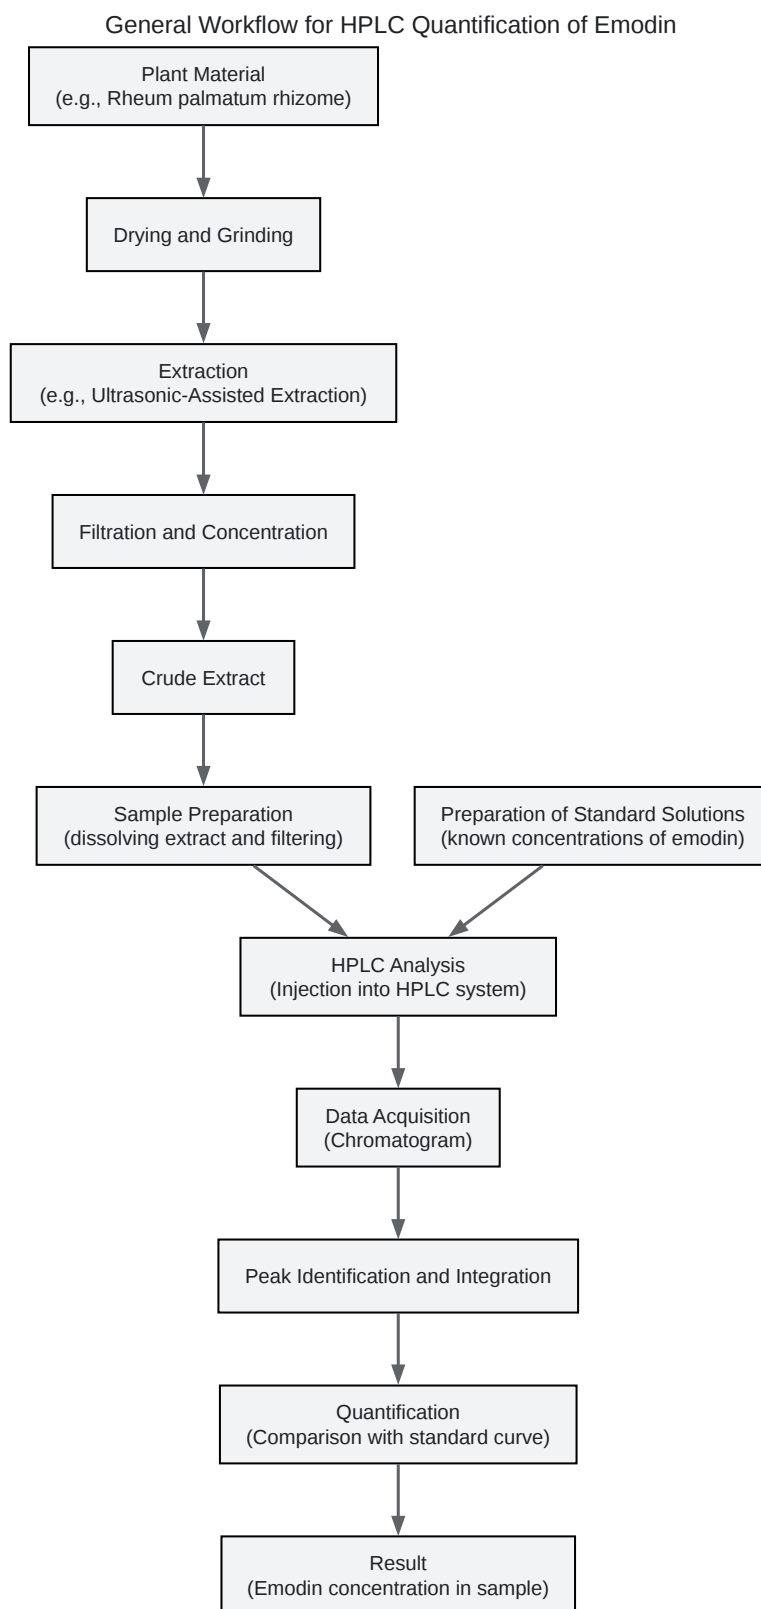 General Workflow for HPLC Quantification of Emodin
Plant Material
(e.g., Rheum palmatum rhizome)
Drying and Grinding
Extraction
(e.g., Ultrasonic-Assisted Extraction)
Filtration and Concentration
Crude Extract
Sample Preparation
(dissolving extract and filtering)
Preparation of Standard Solutions
(known concentrations of emodin)
HPLC Analysis
(Injection into HPLC system)
Data Acquisition
(Chromatogram)
Peak Identification and Integration
Quantification
(Comparison with standard curve)
Result
(Emodin concentration in sample)